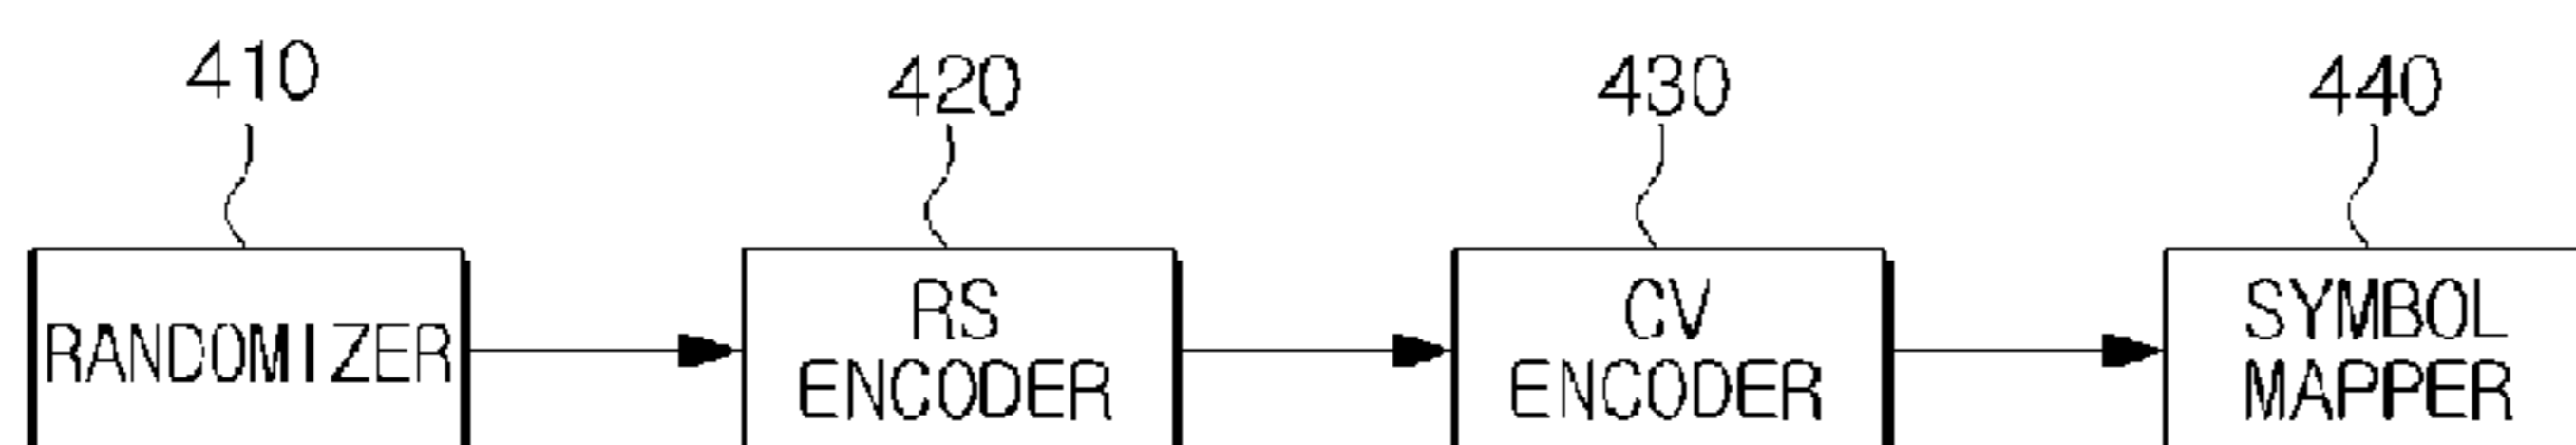 410
420
430
440
RANDOMIZER
RS
ENCODER
CV
ENCODER
SYMBOL
MAPPER